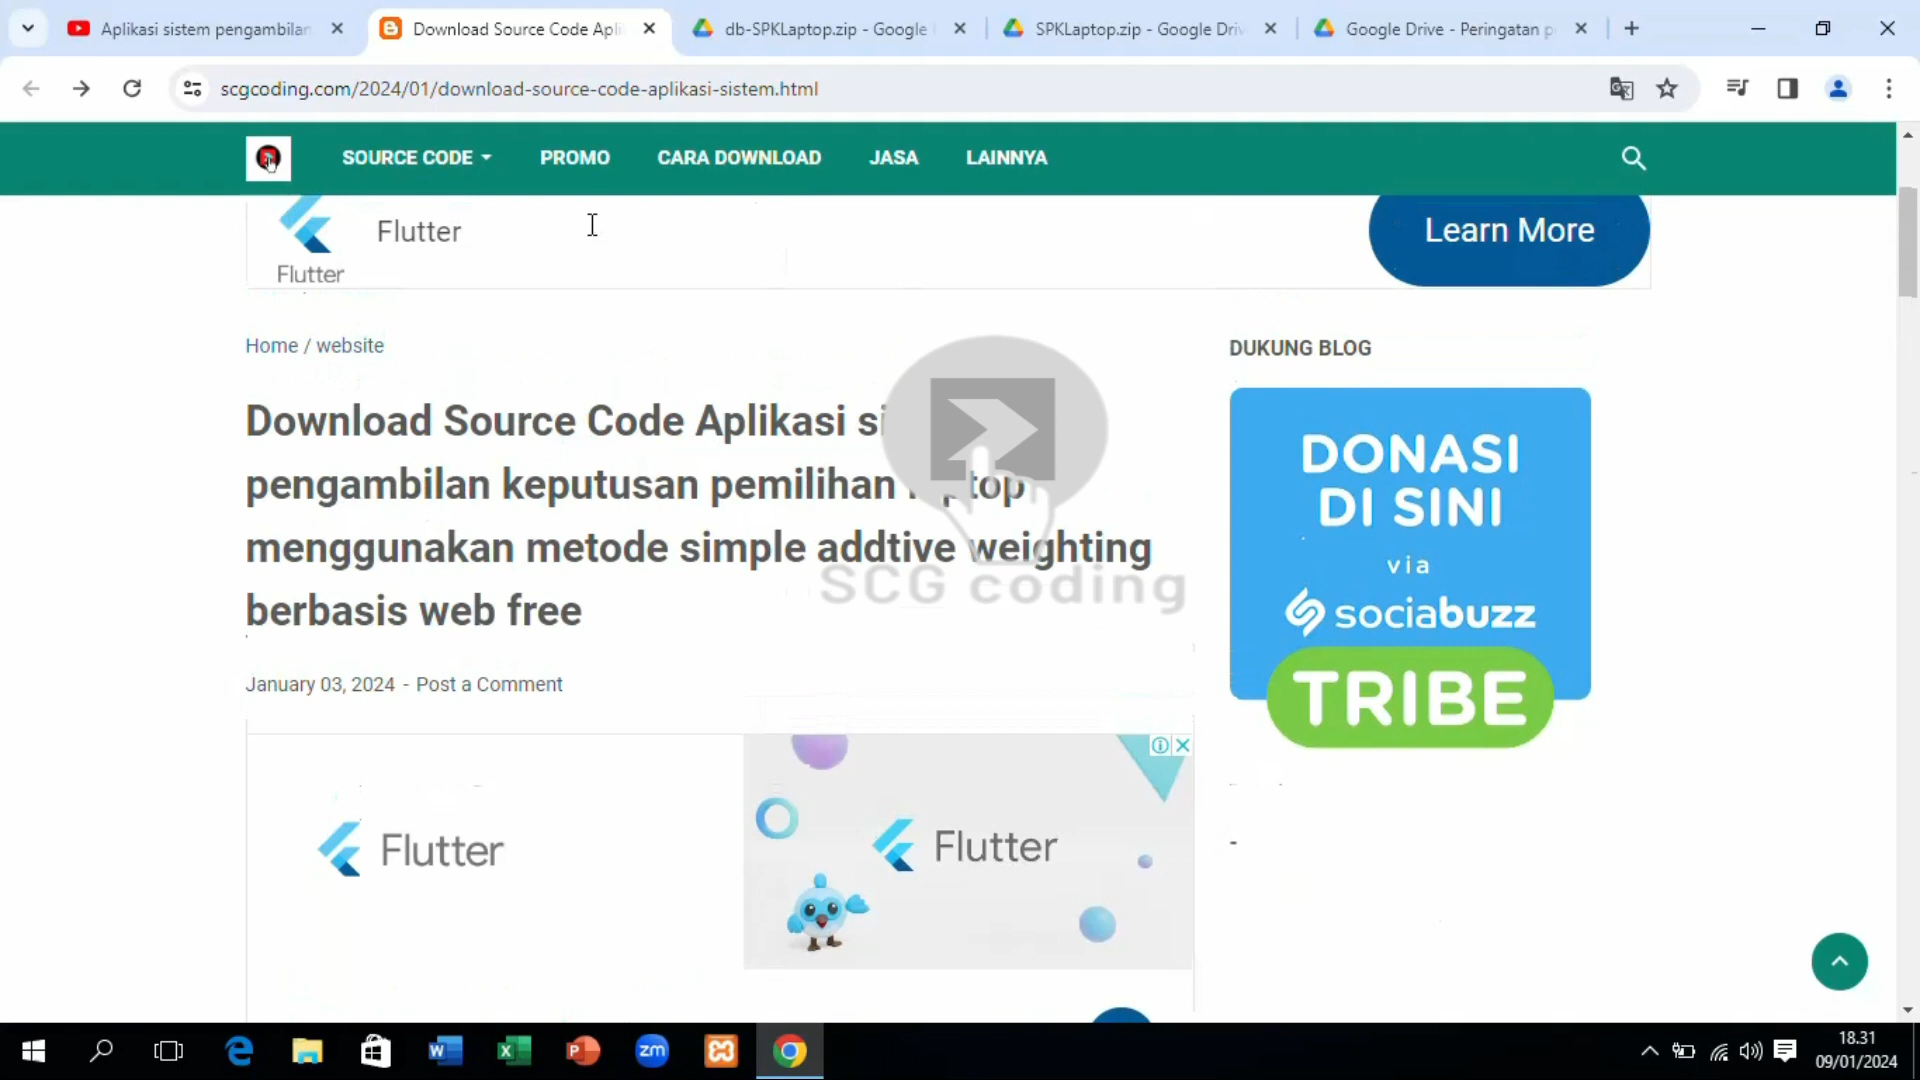 Aplikasi sistem pengambilan
Download Source Code Apli
db-SPKLaptop.zip - Google
SPKLaptop.zip - Google Driv
Google Drive - Peringatan p
scgcoding.com/2024/01/download-source-code-aplikasi-sistem.html
SOURCE CODE
PROMO
CARA DOWNLOAD
JASA
LAINNYA
Flutter
Flutter
Learn More
Home / website
Download Source Code Aplikasi
pengambilan keputusan pemilihan
menggunakan metode simple addtive weighting
berbasis web free
SCG coding
January 03, 2024 - Post a Comment
DUKUNG BLOG
DONASI
DI SINI
via
sociabuzz
TRIBE
Flutter
Flutter
-
18.31
09/01/2024